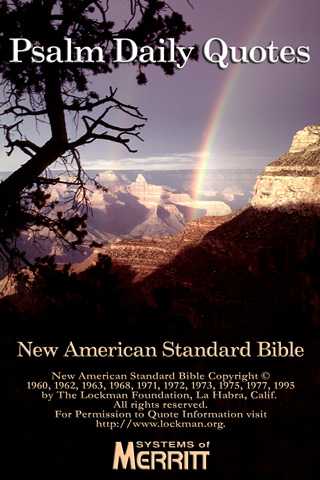 Psalm Daily Quotes
New American Standard Bible
New American Standard Bible Copyright ©
1960, 1962, 1963, 1968, 1971, 1972, 1973, 1975, 1977, 1995
by The Lockman Foundation, La Habra, Calif.
All rights reserved.
For Permission to Quote Information visit
http://www.lockman.org.
SYSTEMS of
MERRITT